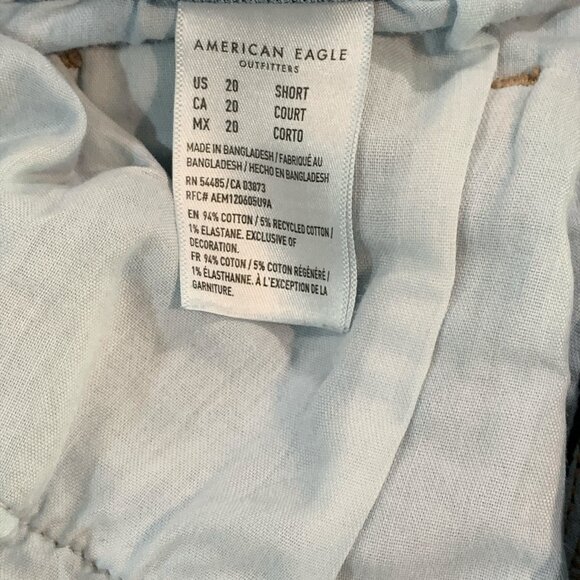 AMERICAN EAGLE
OUTFITTERS
US 20 SHORT
CA 20 COURT
MX 20 CORTO
MADE IN BANGLADESH / FABRIQUÉ AU
BANGLADESH / HECHO EN BANGLADESH
RN 54485 / CA 03873
RFC# AEM120605U9A
EN 94% COTTON / 5% RECYCLED COTTON /
1% ELASTANE. EXCLUSIVE OF
DECORATION.
FR 94% COTON / 5% COTON RÉGÉNÉRÉ /
1% ÉLASTHANNE. À L'EXCEPTION DE LA
GARNITURE.